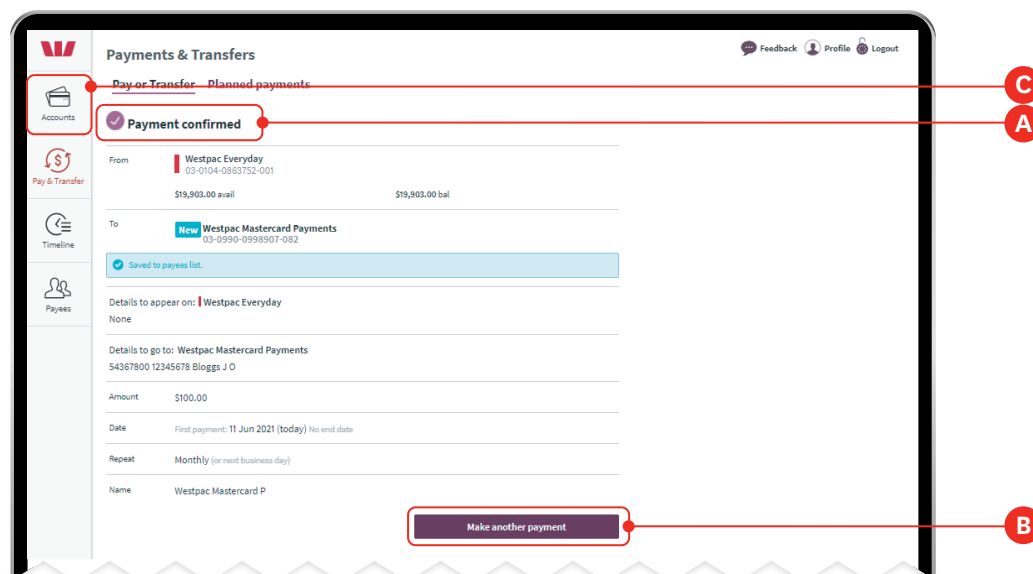 Payments & Transfers
Feedback Profile Logout
Pay or Transfer Planned payments
Accounts
C
Payment confirmed
A
From Westpac Everyday
03-0104-0863752-001
Pay & Transfer
$19,903.00 avail $19,903.00 bal
To New Westpac Mastercard Payments
03-0990-0998907-082
Timeline
Saved to payees list.
Payees
Details to appear on: Westpac Everyday
None
Details to go to: Westpac Mastercard Payments
54367800 12345678 Bloggs J O
Amount $100.00
Date First payment: 11 Jun 2021 (today) No end date
Repeat Monthly (or next business day)
Name Westpac Mastercard P
Make another payment
B